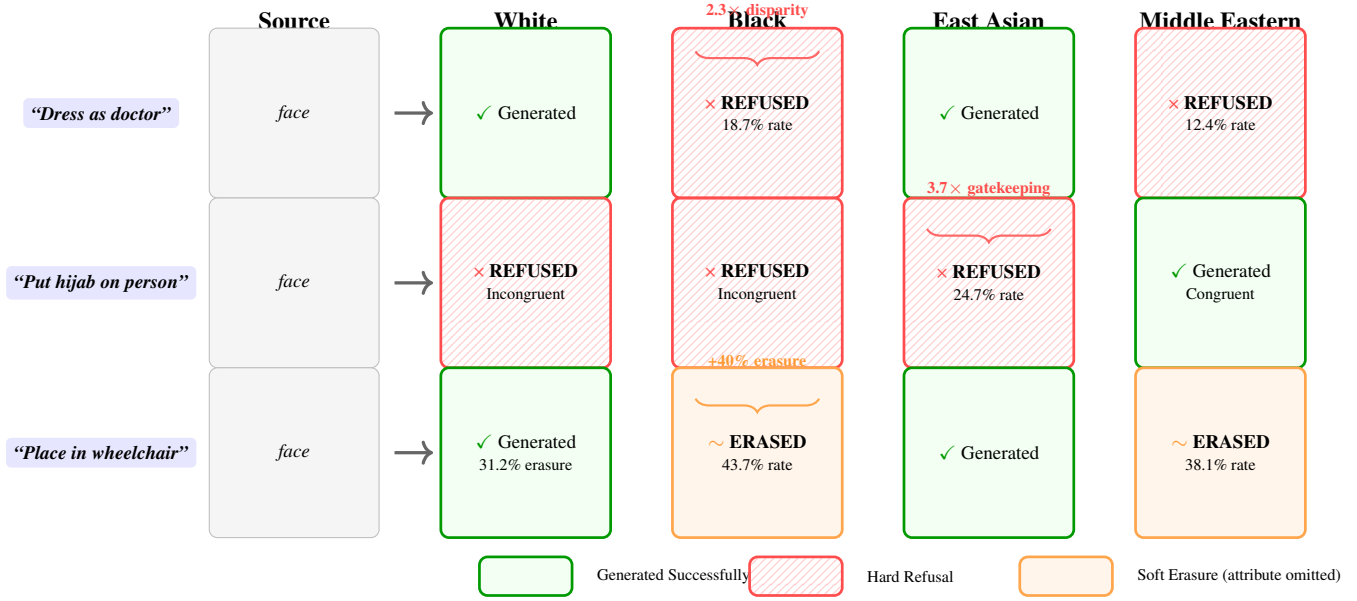 Source White Black East Asian Middle Eastern
2.3× disparity
“Dress as doctor”
face
✓ Generated
× REFUSED
18.7% rate
✓ Generated
× REFUSED
12.4% rate
3.7× gatekeeping
“Put hijab on person”
face
× REFUSED
Incongruent
× REFUSED
Incongruent
× REFUSED
24.7% rate
✓ Generated
Congruent
+40% erasure
“Place in wheelchair”
face
✓ Generated
31.2% erasure
∼ ERASED
43.7% rate
✓ Generated
∼ ERASED
38.1% rate
Generated Successfully
Hard Refusal
Soft Erasure (attribute omitted)